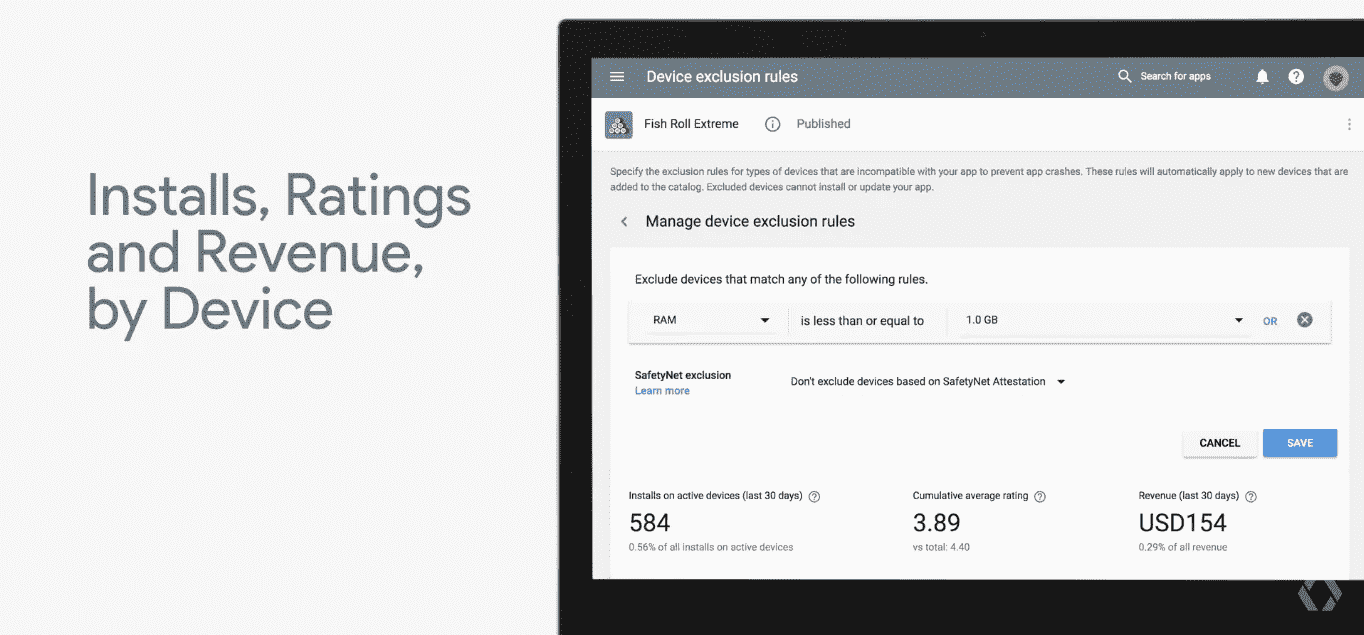 Installs, Ratings
and Revenue,
by Device
Device exclusion rules
Search for apps
Fish Roll Extreme
Published
Specify the exclusion rules for types of devices that are incompatible with your app to prevent app crashes. These rules will automatically apply to new devices that are
added to the catalog. Excluded devices cannot install or update your app.
Manage device exclusion rules
Exclude devices that match any of the following rules.
RAM is less than or equal to 1.0 GB OR
SafetyNet exclusion
Don't exclude devices based on SafetyNet Attestation
Learn more
CANCEL SAVE
Installs on active devices (last 30 days) Cumulative average rating Revenue (last 30 days)
584 3.89 USD154
0.56% of all installs on active devices vs total: 4.40 0.29% of all revenue